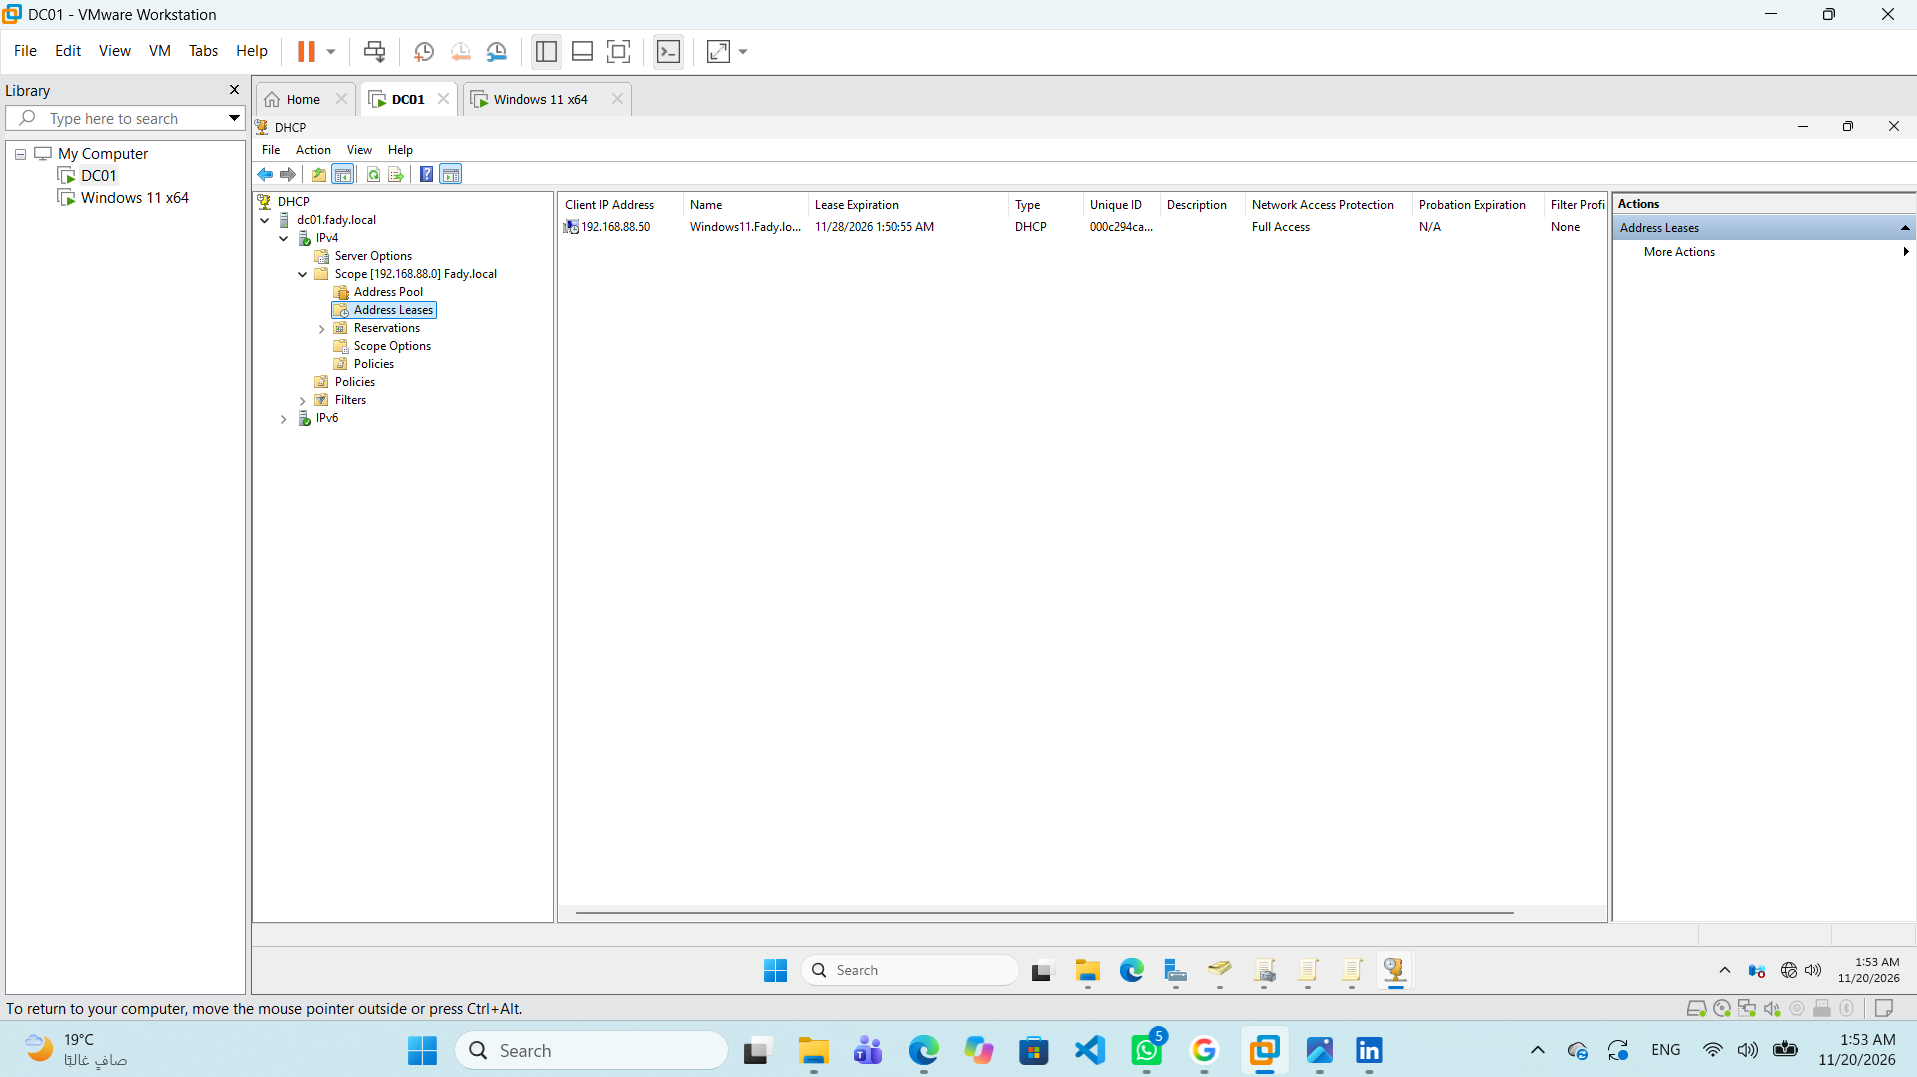 DC01 - VMware Workstation
File Edit View VM Tabs Help
Library
Type here to search
My Computer
DC01
Windows 11 x64
Home
DC01
Windows 11 x64
DHCP
File Action View Help
DHCP
dc01.fady.local
IPv4
Server Options
Scope [192.168.88.0] Fady.local
Address Pool
Address Leases
Reservations
Scope Options
Policies
Policies
Filters
IPv6
Client IP Address Name Lease Expiration Type Unique ID Description Network Access Protection Probation Expiration Filter Profi
192.168.88.50 Windows11.Fady.lo... 11/28/2026 1:50:55 AM DHCP 000c294ca... Full Access N/A None
Actions
Address Leases
More Actions
Search
1:53 AM
11/20/2026
To return to your computer, move the mouse pointer outside or press Ctrl+Alt.
19°C
صافٍ غالبًا
Search
5
ENG
1:53 AM
11/20/2026